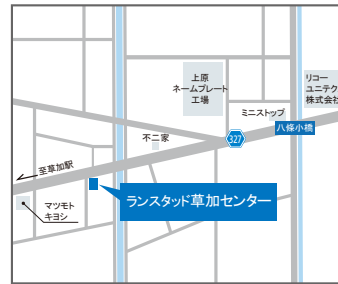 上原
ネームプレート
工場
リコー
ユニテク
株式会社
ミニストップ
八條小橋
不二家
327
至草加駅
ランスタッド草加センター
マツモト
キヨシ